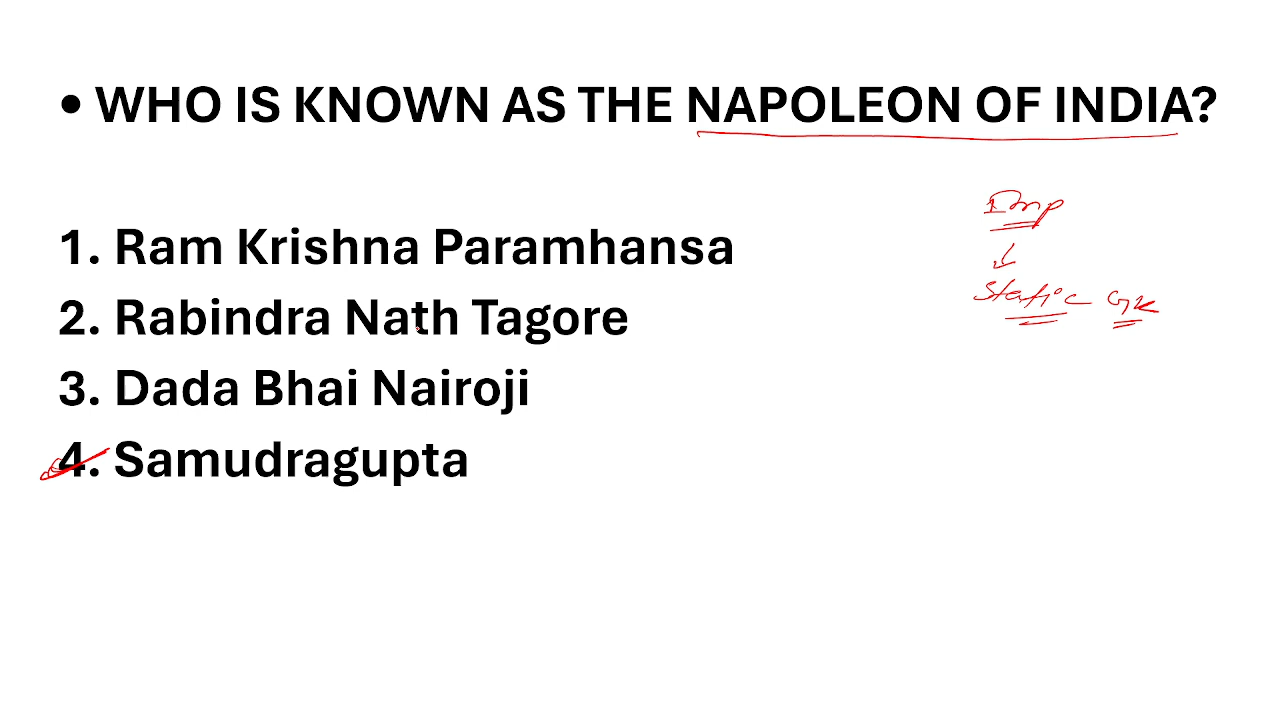 • WHO IS KNOWN AS THE NAPOLEON OF INDIA?
Imp
Static GK
1. Ram Krishna Paramhansa
2. Rabindra Nath Tagore
3. Dada Bhai Nairoji
4. Samudragupta